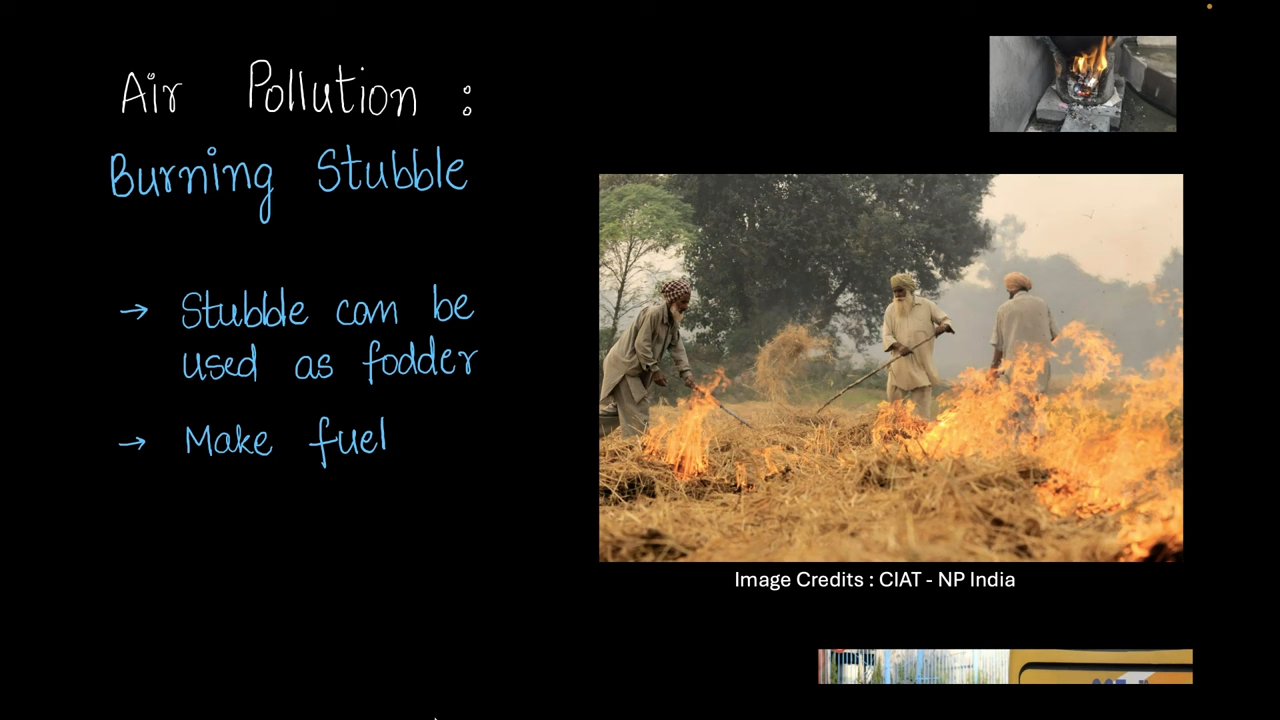 Air Pollution :
Burning Stubble
→ Stubble can be
used as fodder
→ Make fuel
Image Credits : CIAT - NP India